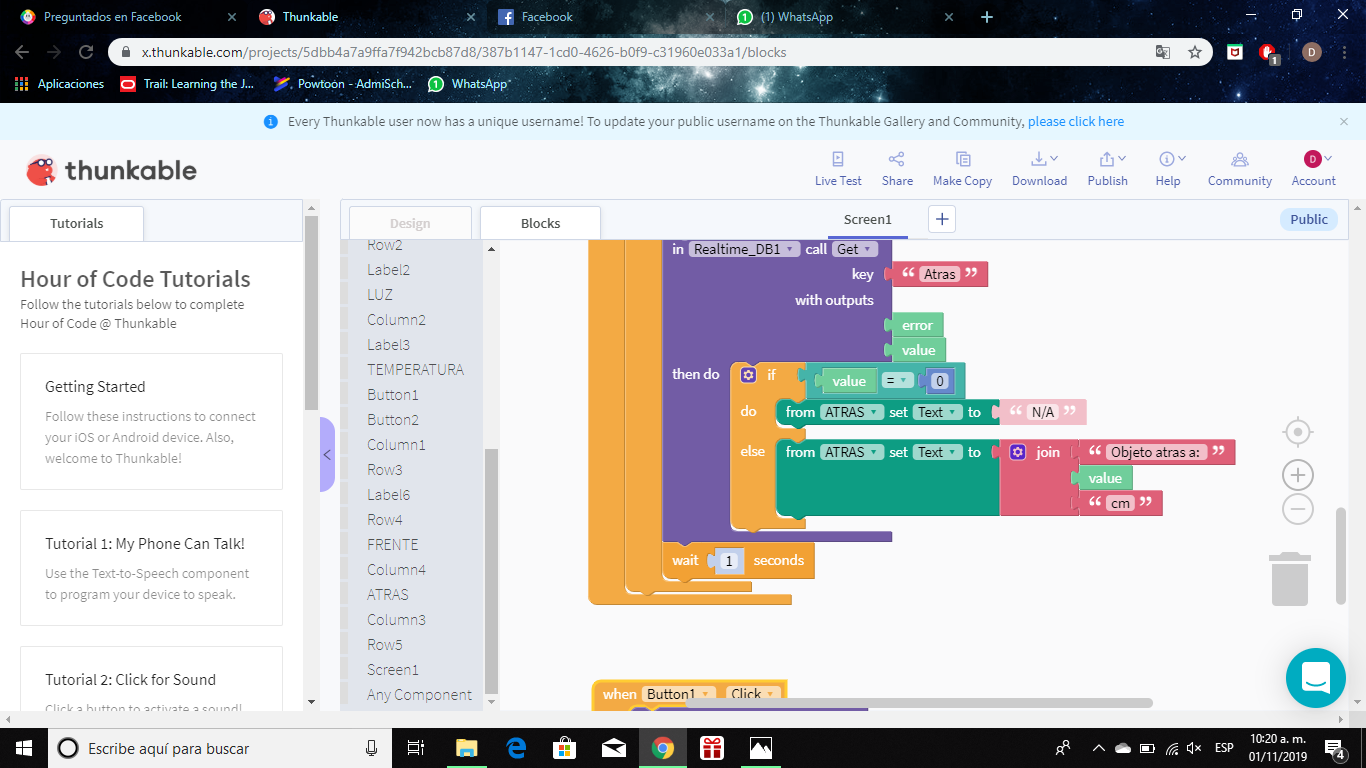 Preguntados en Facebook
Thunkable
Facebook
(1) WhatsApp
x.thunkable.com/projects/5dbb4a7a9ffa7f942bcb87d8/387b1147-1cd0-4626-b0f9-c31960e033a1/blocks
1
D
Aplicaciones
Trail: Learning the J...
Powtoon - AdmiSch...
WhatsApp
Every Thunkable user now has a unique username! To update your public username on the Thunkable Gallery and Community, please click here
thunkable
Live Test
Share
Make Copy
Download
Publish
Help
Community
D
Account
Tutorials
Design
Blocks
Screen1
Public
Hour of Code Tutorials
Follow the tutorials below to complete
Hour of Code @ Thunkable
Getting Started
Follow these instructions to connect
your iOS or Android device. Also,
welcome to Thunkable!
Tutorial 1: My Phone Can Talk!
Use the Text-to-Speech component
to program your device to speak.
Tutorial 2: Click for Sound
Click a button to activate a sound!
Row2
Label2
LUZ
Column2
Label3
TEMPERATURA
Button1
Button2
Column1
Row3
Label6
Row4
FRENTE
Column4
ATRAS
Column3
Row5
Screen1
Any Component
in Realtime_DB1 call Get
key “ Atras ”
with outputs
error
value
then do if value = 0
do from ATRAS set Text to “ N/A ”
else from ATRAS set Text to join “ Objeto atras a: ”
value
“ cm ”
wait 1 seconds
when Button1 Click
Escribe aquí para buscar
ESP
10:20 a. m.
01/11/2019
4